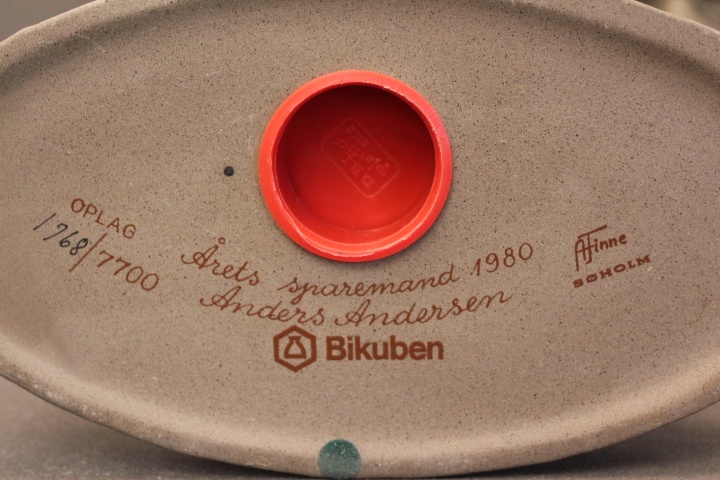 OPLAG
1768/7700
Årets sparemand 1980
Anders Andersen
Bikuben
AFinne
SØHOLM